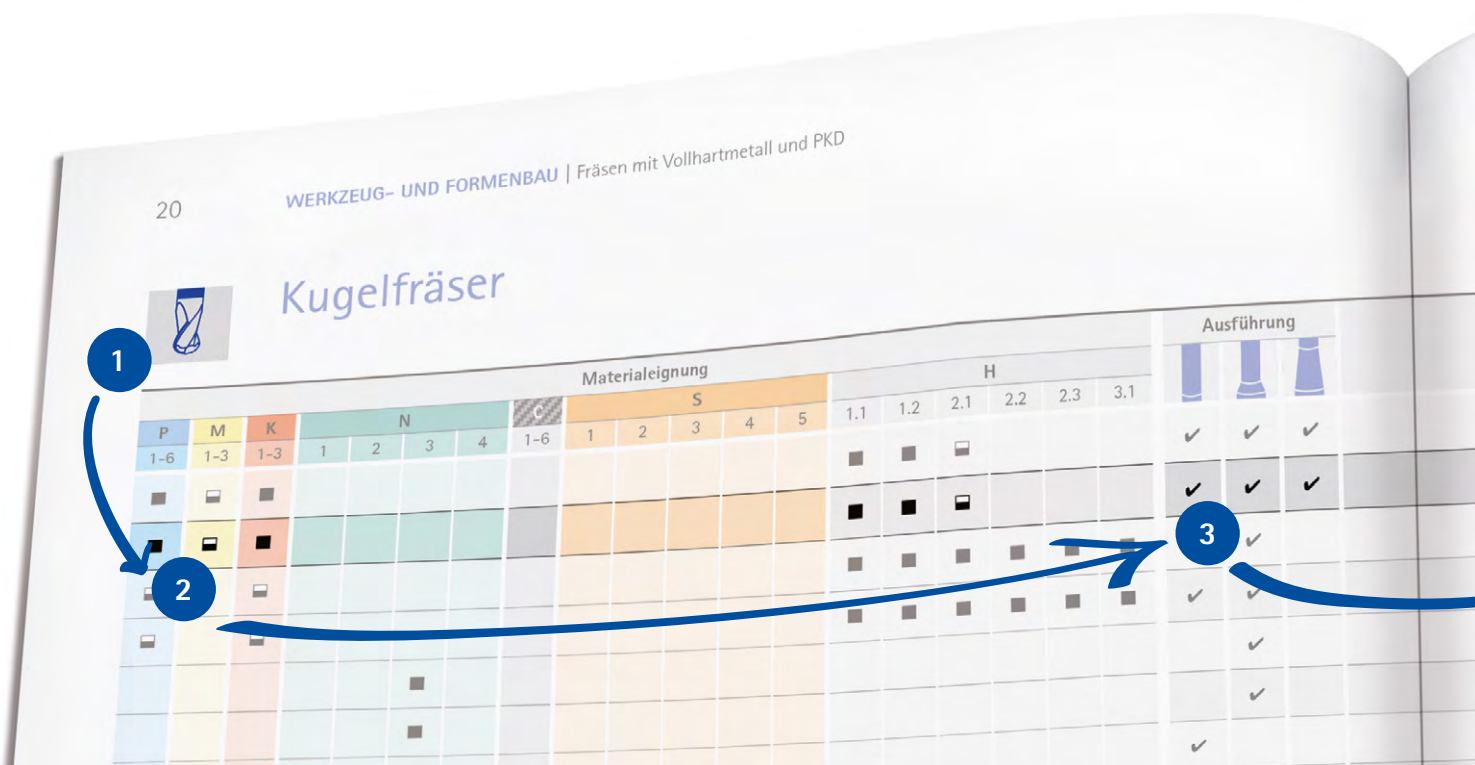 20
WERKZEUG- UND FORMENBAU | Fräsen mit Vollhartmetall und PKD
Kugelfräser
1
Materialeignung
Ausführung
P M K N C S H
1-6 1-3 1-3 1 2 3 4 1-6 1 2 3 4 5 1.1 1.2 2.1 2.2 2.3 3.1
✔ ✔ ✔
✔ ✔ ✔
3
✔
2
✔ ✔
✔
✔
✔